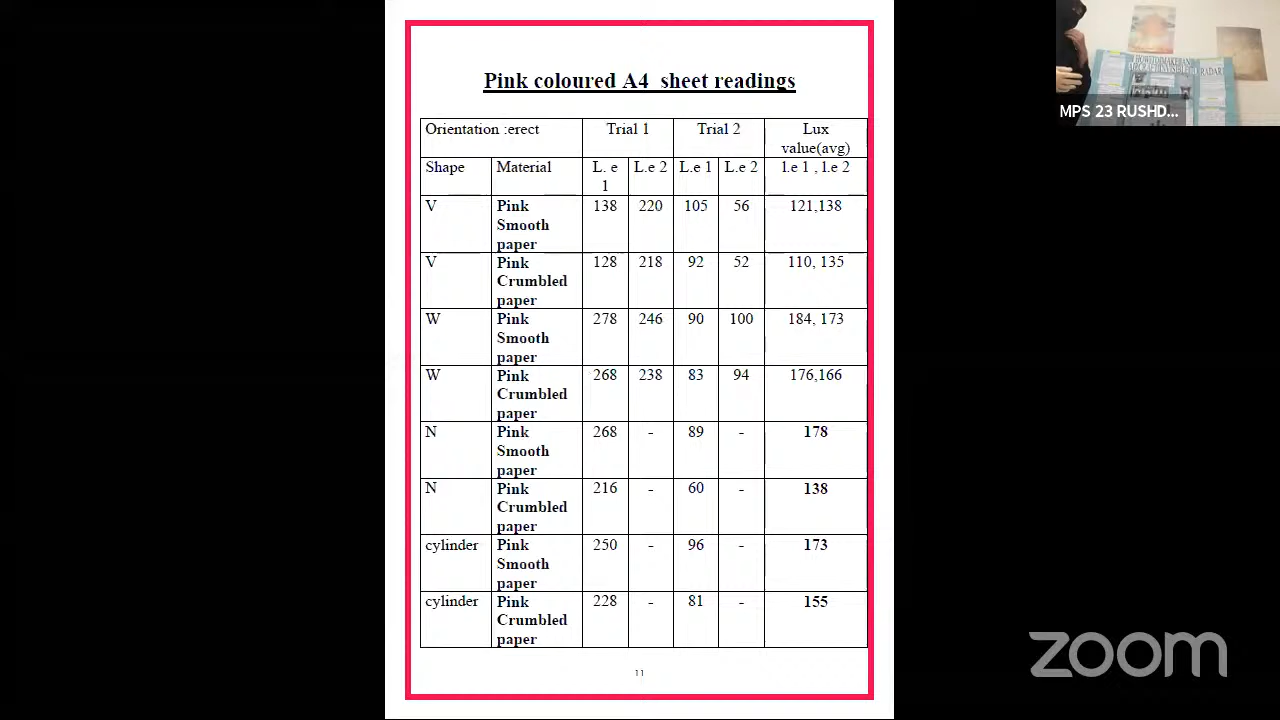 Pink coloured A4 sheet readings
Orientation :erect Trial 1 Trial 2 Lux
value(avg)
Shape Material L. e
1 L.e 2 L.e 1 L.e 2 l.e 1 , l.e 2
V Pink
Smooth
paper 138 220 105 56 121,138
V Pink
Crumbled
paper 128 218 92 52 110, 135
W Pink
Smooth
paper 278 246 90 100 184, 173
W Pink
Crumbled
paper 268 238 83 94 176,166
N Pink
Smooth
paper 268 - 89 - 178
N Pink
Crumbled
paper 216 - 60 - 138
cylinder Pink
Smooth
paper 250 - 96 - 173
cylinder Pink
Crumbled
paper 228 - 81 - 155
11
MPS 23 RUSHD...
zoom